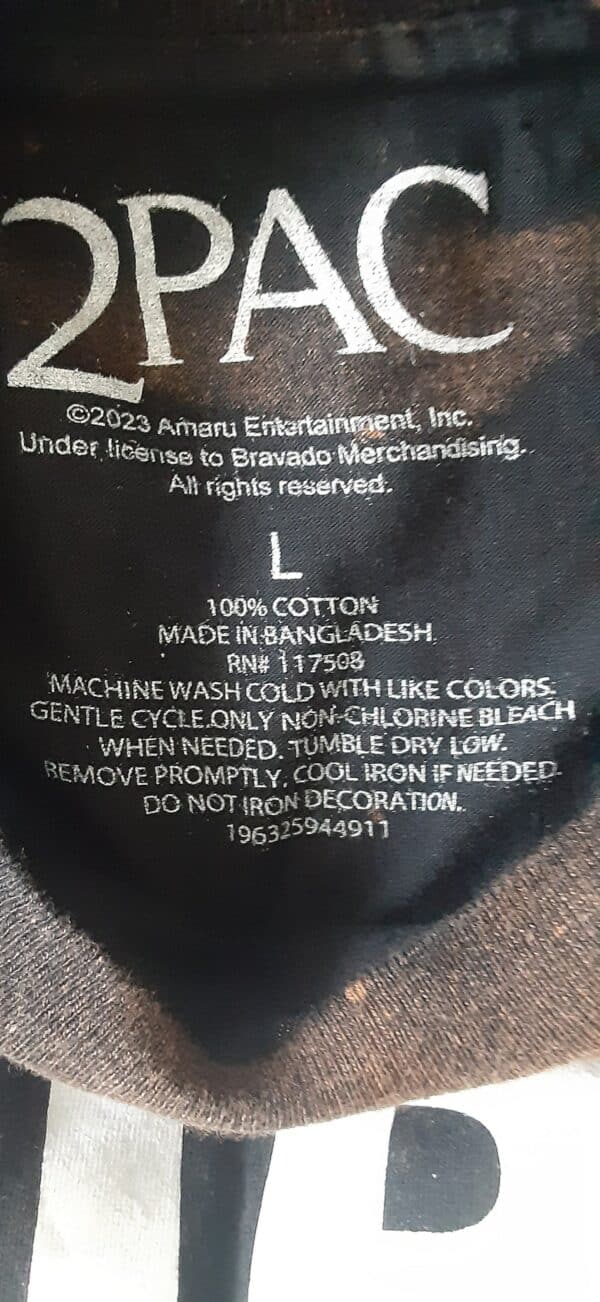 2PAC
©2023 Amaru Entertainment, Inc.
Under license to Bravado Merchandising.
All rights reserved.
L
100% COTTON
MADE IN BANGLADESH
RN# 117508
MACHINE WASH COLD WITH LIKE COLORS.
GENTLE CYCLE.ONLY NON-CHLORINE BLEACH
WHEN NEEDED. TUMBLE DRY LOW.
REMOVE PROMPTLY. COOL IRON IF NEEDED.
DO NOT IRON DECORATION.
196325944911